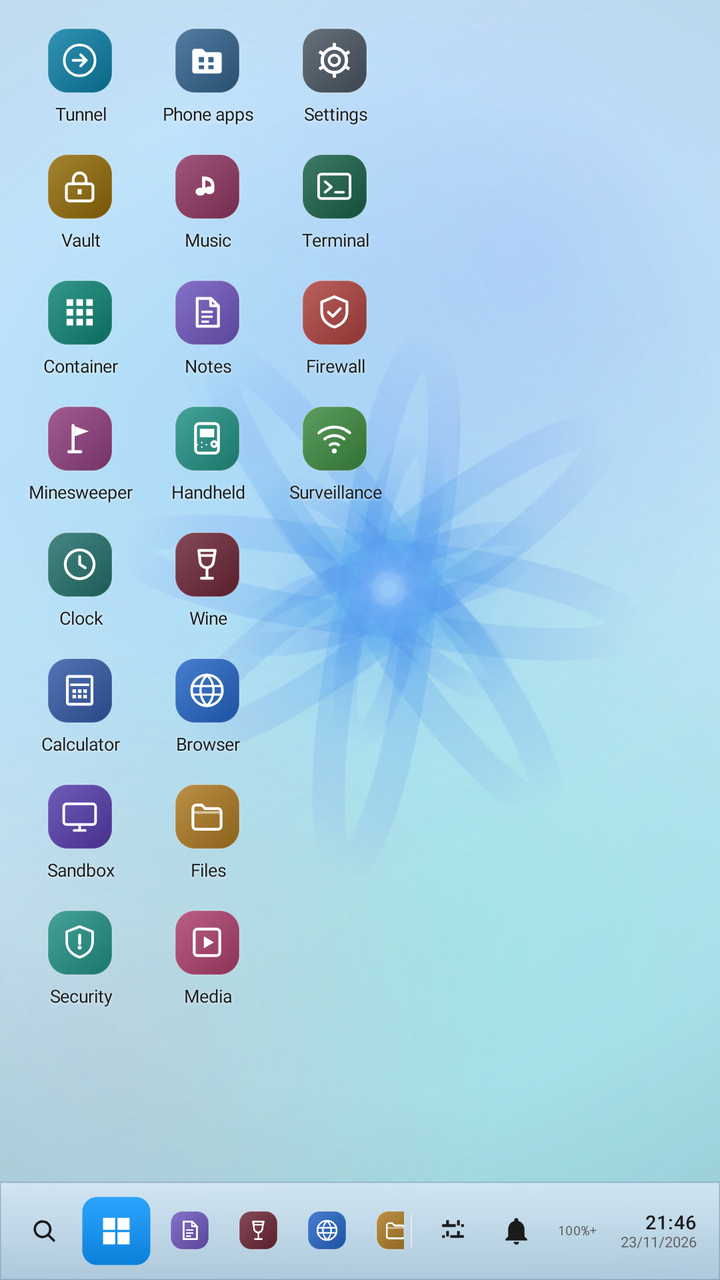 Tunnel
Phone apps
Settings
Vault
Music
Terminal
Container
Notes
Firewall
Minesweeper
Handheld
Surveillance
Clock
Wine
Calculator
Browser
Sandbox
Files
Security
Media
100%+
21:46
23/11/2026